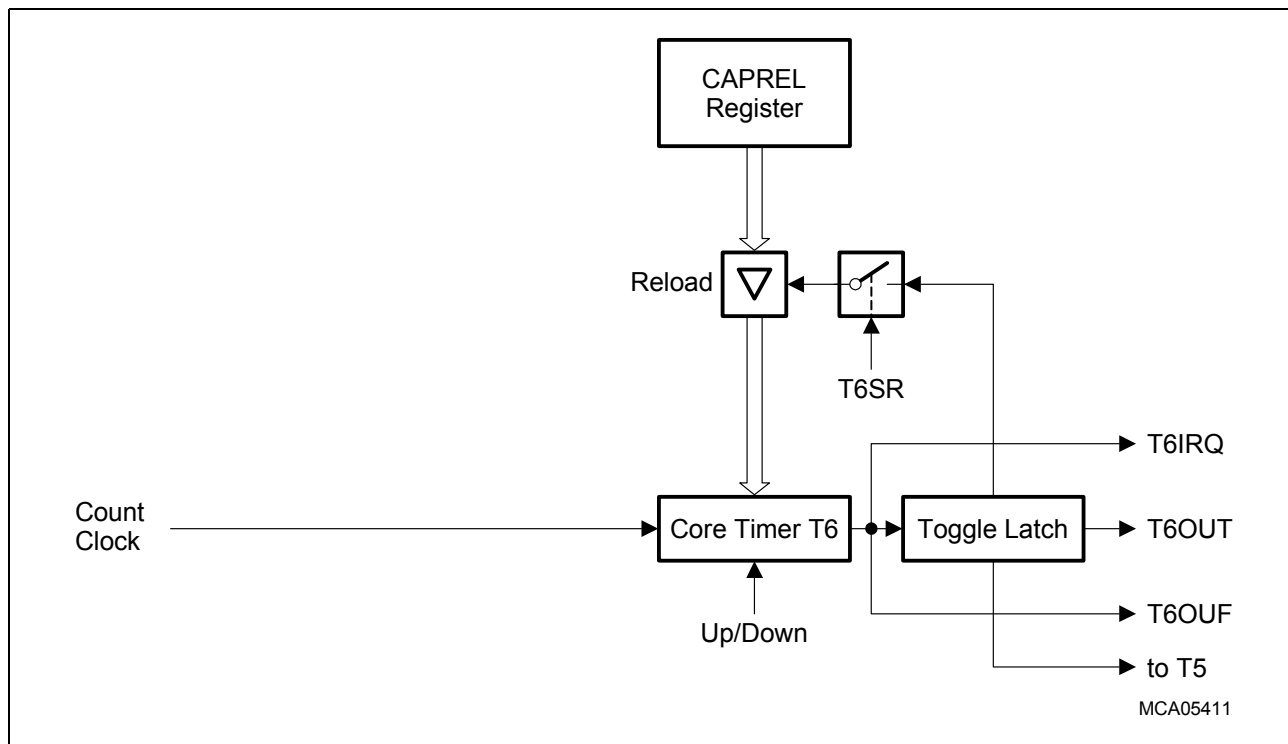 CAPREL
Register
Reload
T6SR
T6IRQ
Count
Clock
Core Timer T6
Toggle Latch
T6OUT
Up/Down
T6OUF
to T5
MCA05411